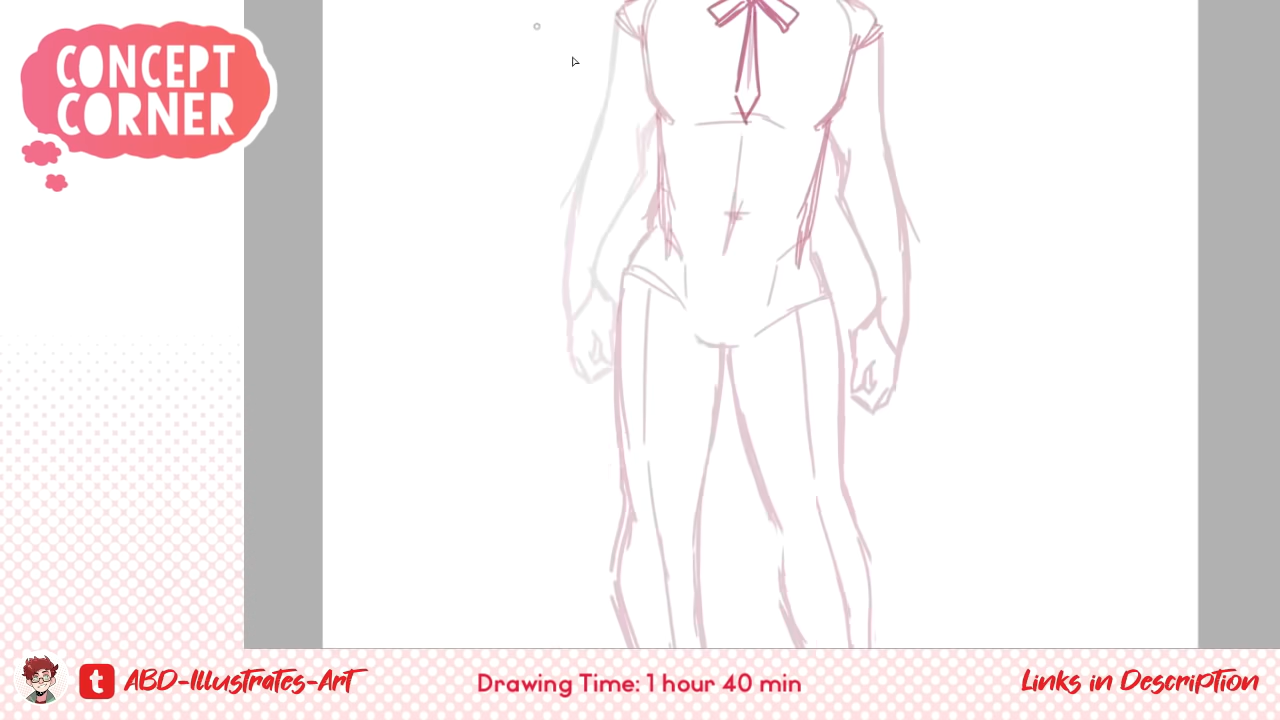 CONCEPT
CORNER
t ABD-Illustrates-Art
Drawing Time: 1 hour 40 min
Links in Description